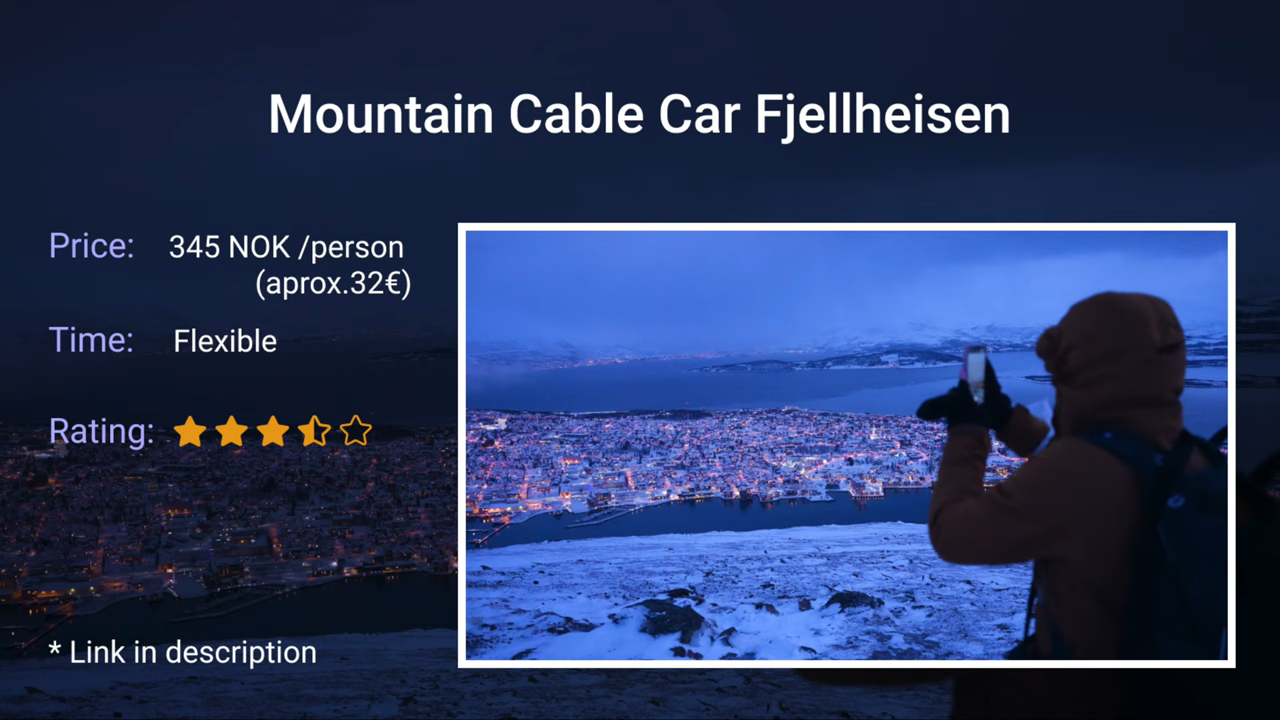 Mountain Cable Car Fjellheisen
Price: 345 NOK /person
(aprox.32€)
Time: Flexible
Rating:
* Link in description